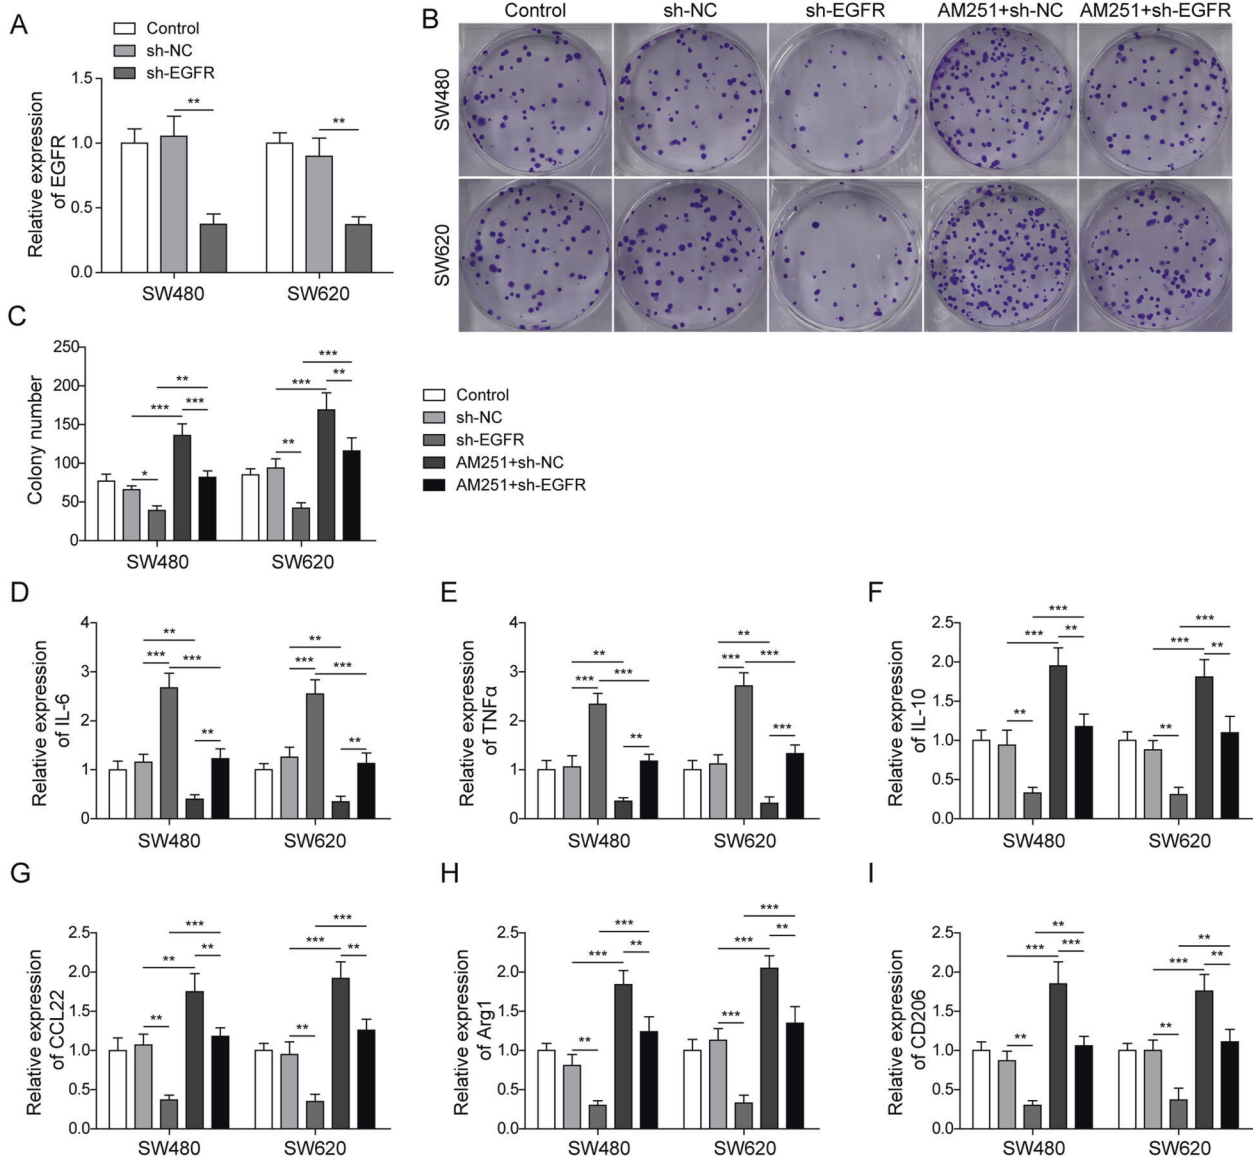 A
Control
sh-NC
sh-EGFR
Relative expression
of EGFR
1.5
1.0
0.5
0.0
**
**
SW480
SW620
B
Control
sh-NC
sh-EGFR
AM251+sh-NC
AM251+sh-EGFR
SW480
SW620
C
Colony number
250
200
150
100
50
0
*
***
**
***
**
***
***
**
SW480
SW620
Control
sh-NC
sh-EGFR
AM251+sh-NC
AM251+sh-EGFR
D
Relative expression
of IL-6
4
3
2
1
0
**
***
***
**
**
***
***
**
SW480
SW620
E
Relative expression
of TNFα
4
3
2
1
0
**
***
***
**
**
***
***
***
SW480
SW620
F
Relative expression
of IL-10
2.5
2.0
1.5
1.0
0.5
0.0
***
***
**
**
***
***
**
**
SW480
SW620
G
Relative expression
of CCL22
2.5
2.0
1.5
1.0
0.5
0.0
***
**
**
**
***
***
**
**
SW480
SW620
H
Relative expression
of Arg1
2.5
2.0
1.5
1.0
0.5
0.0
***
***
**
**
***
***
**
***
SW480
SW620
I
Relative expression
of CD206
2.5
2.0
1.5
1.0
0.5
0.0
**
***
***
**
**
***
**
**
SW480
SW620